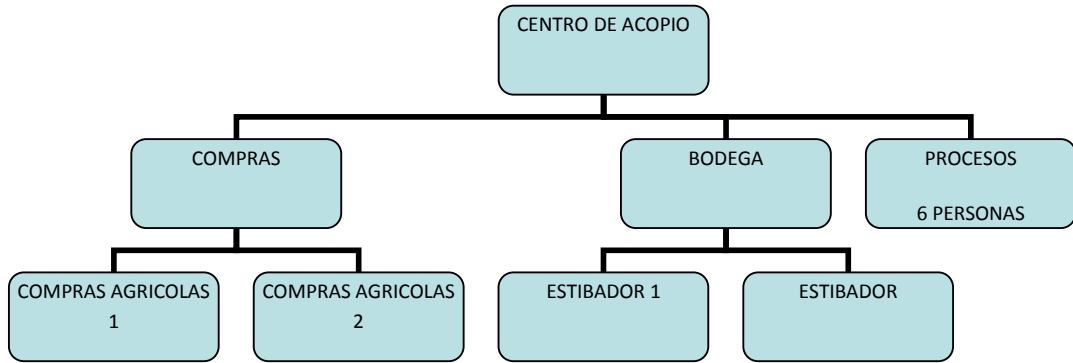 CENTRO DE ACOPIO
COMPRAS
BODEGA
PROCESOS
6 PERSONAS
COMPRAS AGRICOLAS
1
COMPRAS AGRICOLAS
2
ESTIBADOR 1
ESTIBADOR